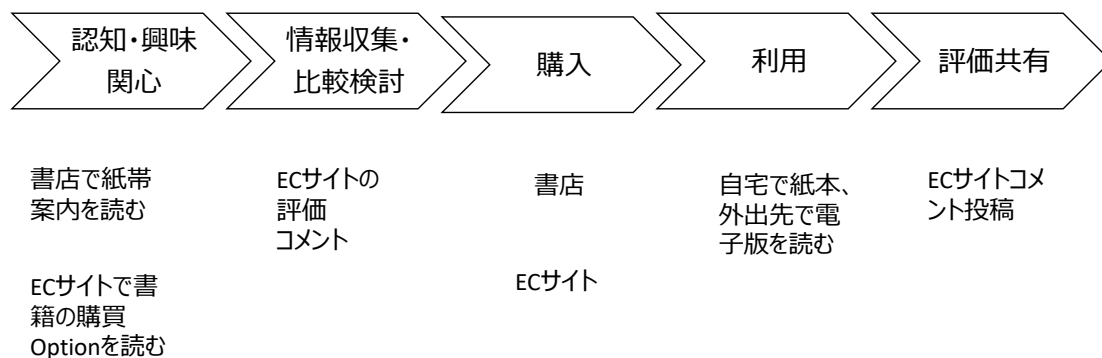 認知・興味
関心
情報収集・
比較検討
購入
利用
評価共有
書店で紙帯
案内を読む
ECサイトで書
籍の購買
Optionを読む
ECサイトの
評価
コメント
書店
ECサイト
自宅で紙本、
外出先で電
子版を読む
ECサイトコメ
ント投稿